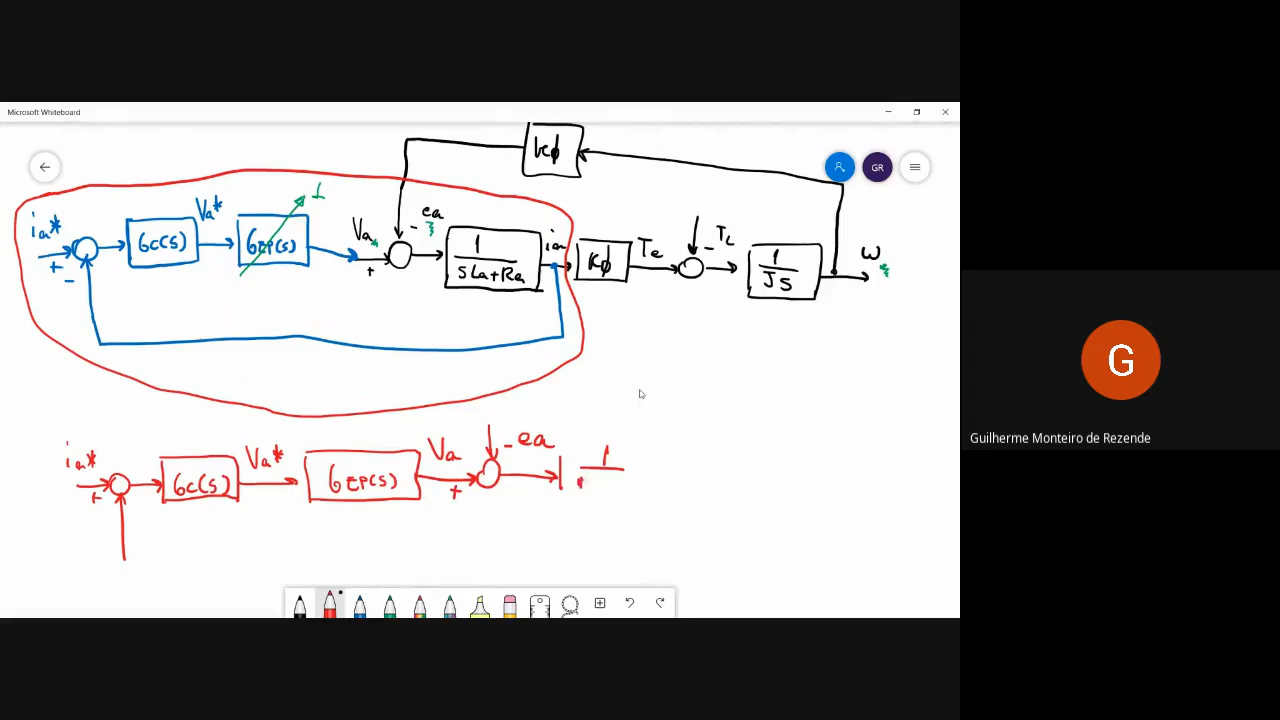 Microsoft Whiteboard
Kϕ
GR
ia*
+
-
Gc(s)
Va*
GEP(s)
1
Va
+
- ea
1
SLa+Ra
ia
Kϕ
Te
- TL
1
JS
ω
ia*
+
Gc(s)
Va*
GEP(s)
Va
+
- ea
1
G
Guilherme Monteiro de Rezende